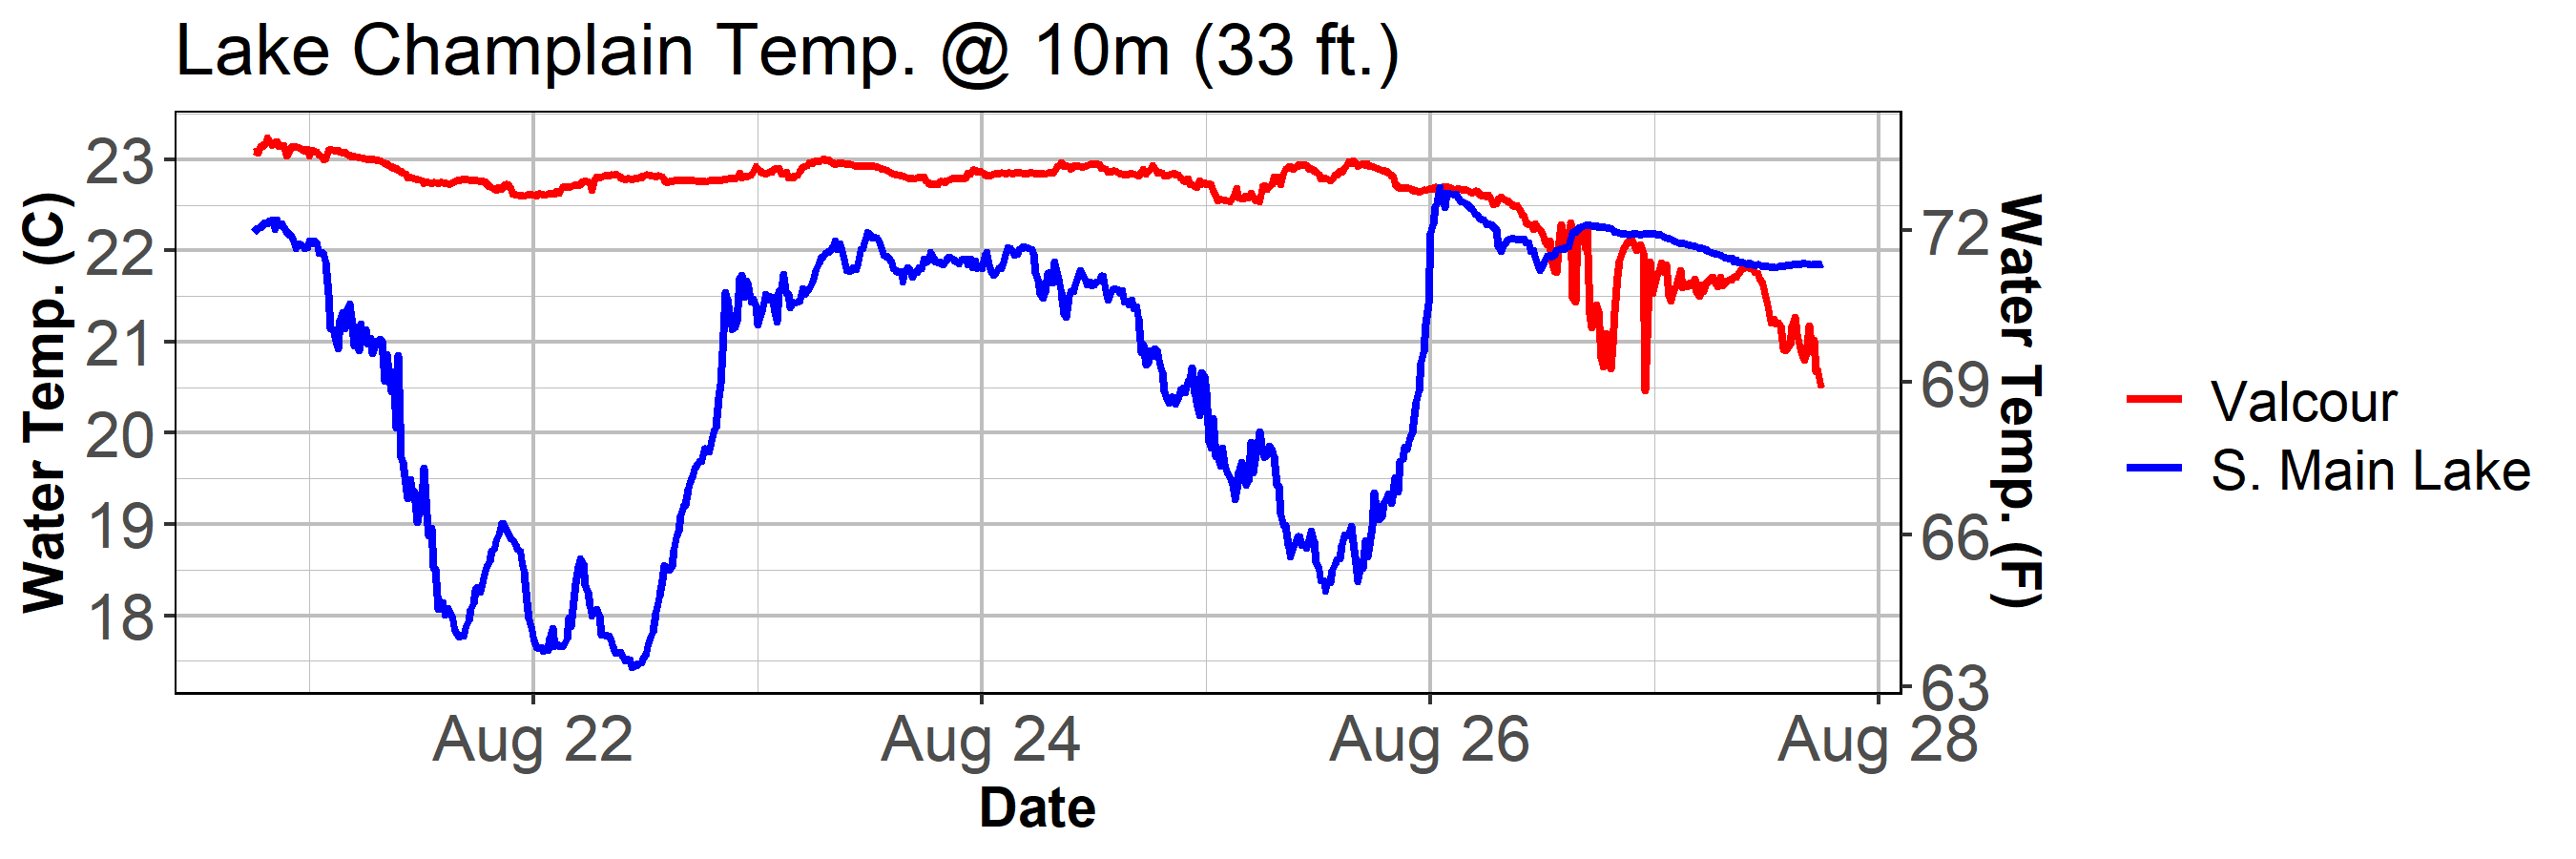 Lake Champlain Temp. @ 10m (33 ft.)
Water Temp. (C)
23
22
21
20
19
18
72
69
66
63
Water Temp. (F)
Aug 22
Aug 24
Aug 26
Aug 28
Date
Valcour
S. Main Lake